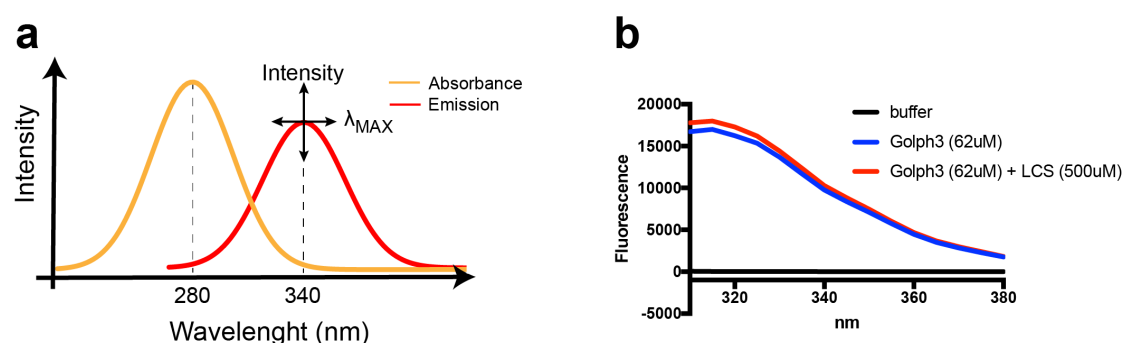 a
Intensity
Intensity
λMAX
Absorbance
Emission
280
340
Wavelenght (nm)
b
Fluorescence
20000
15000
10000
5000
0
-5000
320
340
360
380
nm
buffer
Golph3 (62uM)
Golph3 (62uM) + LCS (500uM)